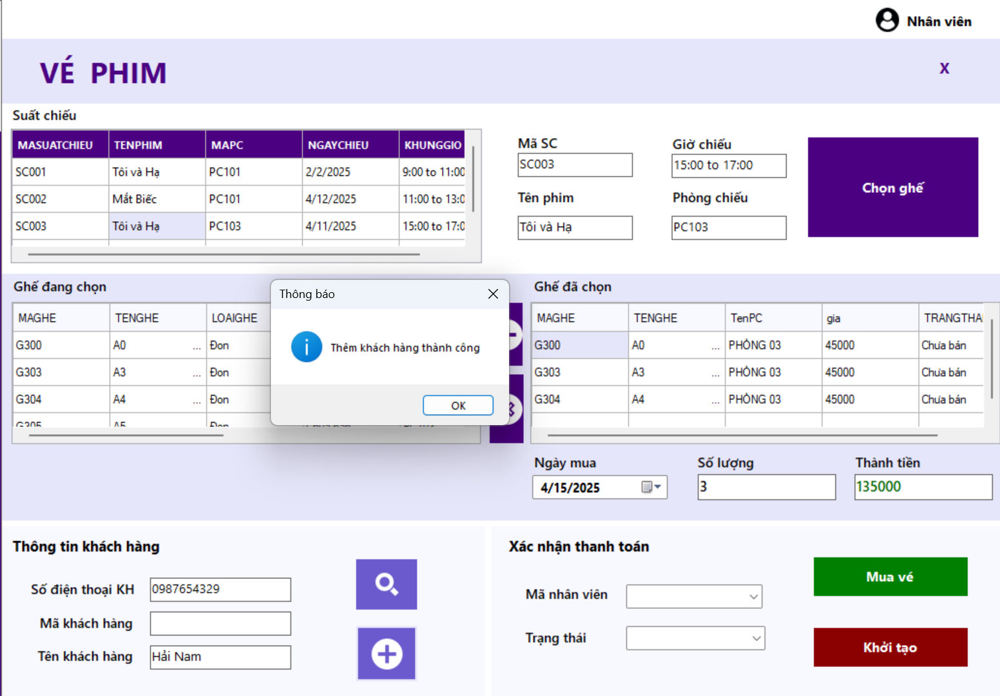 Nhân viên
VÉ PHIM
X
Suất chiếu
MASUATCHIEU TENPHIM MAPC NGAYCHIEU KHUNGGIO
SC001 Tôi và Hạ PC101 2/2/2025 9:00 to 11:00
SC002 Mắt Biếc PC101 4/12/2025 11:00 to 13:0
SC003 Tôi và Hạ PC103 4/11/2025 15:00 to 17:0
Mã SC
SC003
Giờ chiếu
15:00 to 17:00
Tên phim
Tôi và Hạ
Phòng chiếu
PC103
Chọn ghế
Ghế đang chọn
MAGHE TENGHE LOAIGHE
G300 A0 ... Đơn
G303 A3 ... Đơn
G304 A4 ... Đơn
G305 A5 Đơn
Thông báo
Thêm khách hàng thành công
OK
Ghế đã chọn
MAGHE TENGHE TenPC gia TRANGTHAI
G300 A0 ... PHÒNG 03 45000 Chưa bán
G303 A3 ... PHÒNG 03 45000 Chưa bán
G304 A4 ... PHÒNG 03 45000 Chưa bán
Ngày mua
4/15/2025
Số lượng
3
Thành tiền
135000
Thông tin khách hàng
Số điện thoại KH 0987654329
Mã khách hàng
Tên khách hàng Hải Nam
Xác nhận thanh toán
Mã nhân viên
Trạng thái
Mua vé
Khởi tạo